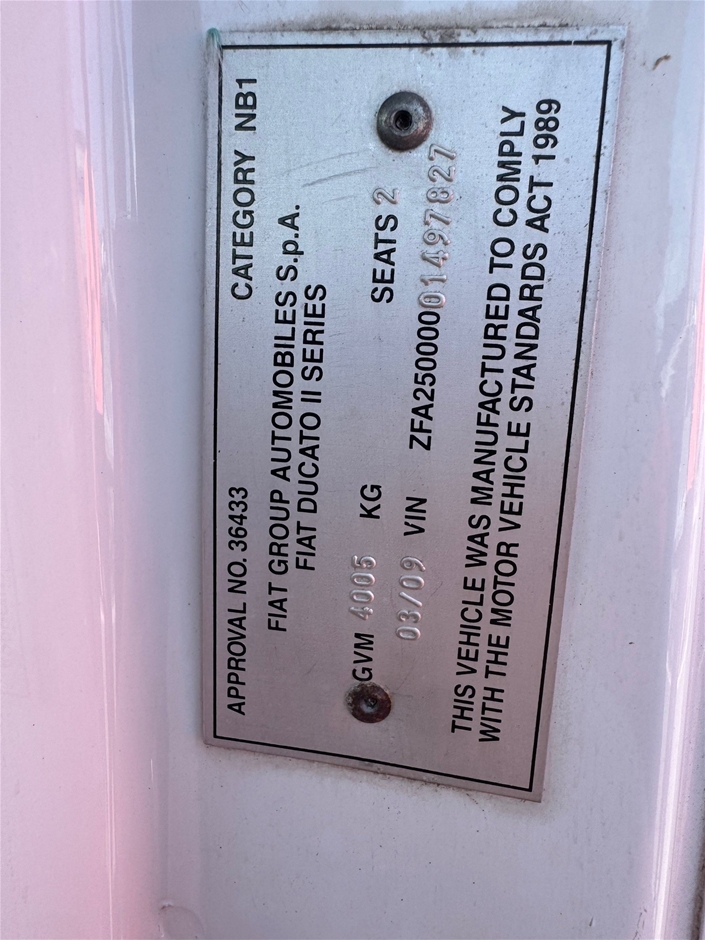 APPROVAL NO. 36433 CATEGORY NB1
FIAT GROUP AUTOMOBILES S.p.A.
FIAT DUCATO II SERIES
GVM 4005 KG SEATS 2
03/09 VIN ZFA25000001497827
THIS VEHICLE WAS MANUFACTURED TO COMPLY
WITH THE MOTOR VEHICLE STANDARDS ACT 1989